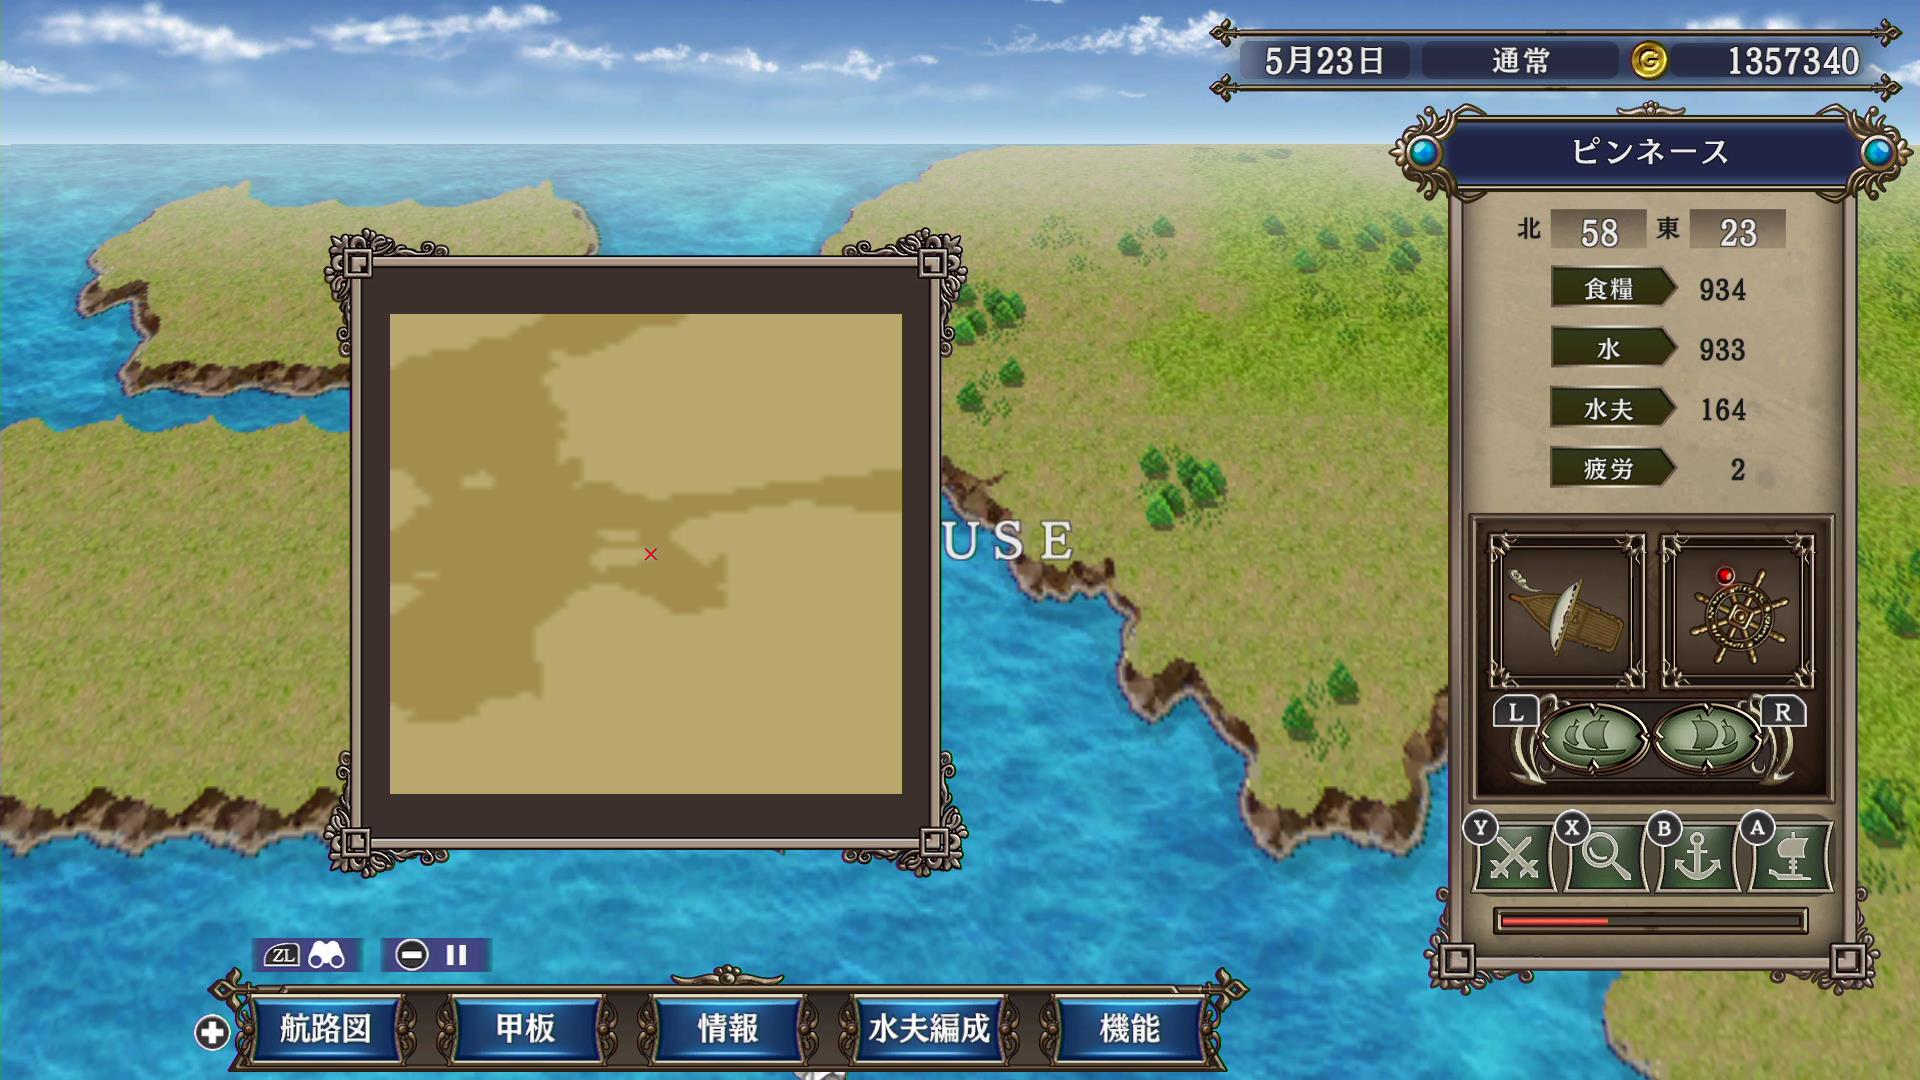 5月23日
通常
G
1357340
ピンネース
北 58 東 23
食糧 934
水 933
水夫 164
疲労 2
USE
L
R
Y
X
B
A
ZL
航路図
甲板
情報
水夫編成
機能